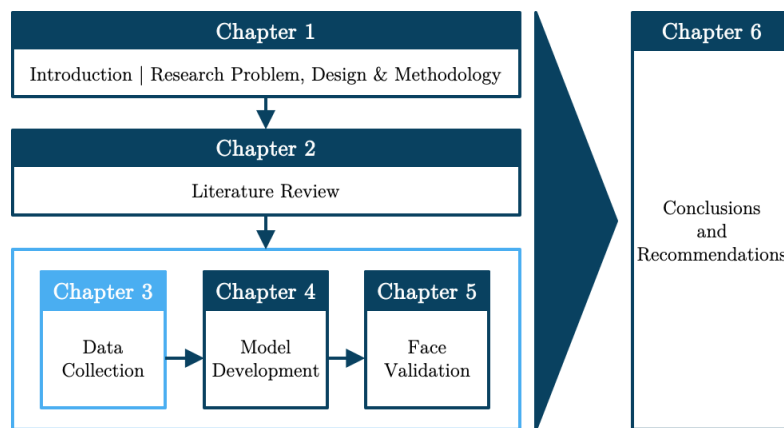 Chapter 1
Introduction | Research Problem, Design & Methodology
Chapter 2
Literature Review
Chapter 3
Data
Collection
Chapter 4
Model
Development
Chapter 5
Face
Validation
Chapter 6
Conclusions
and
Recommendations